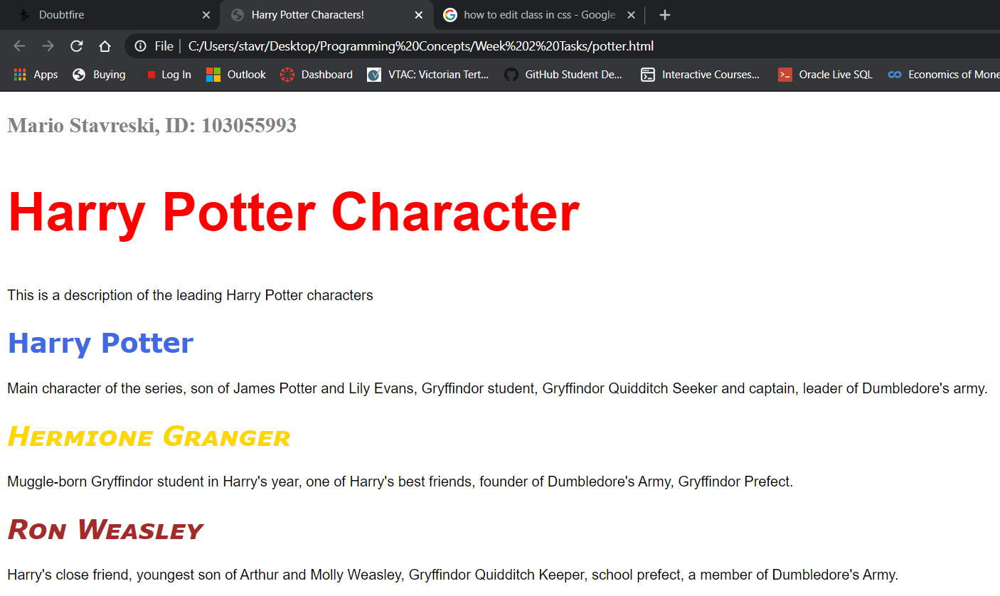 Doubtfire
Harry Potter Characters!
how to edit class in css - Google
File | C:/Users/stavr/Desktop/Programming%20Concepts/Week%202%20Tasks/potter.html
Apps
Buying
Log In
Outlook
Dashboard
VTAC: Victorian Tert...
GitHub Student De...
Interactive Courses...
Oracle Live SQL
Economics of Mone
Mario Stavreski, ID: 103055993
Harry Potter Character
This is a description of the leading Harry Potter characters
Harry Potter
Main character of the series, son of James Potter and Lily Evans, Gryffindor student, Gryffindor Quidditch Seeker and captain, leader of Dumbledore's army.
Hermione Granger
Muggle-born Gryffindor student in Harry's year, one of Harry's best friends, founder of Dumbledore's Army, Gryffindor Prefect.
Ron Weasley
Harry's close friend, youngest son of Arthur and Molly Weasley, Gryffindor Quidditch Keeper, school prefect, a member of Dumbledore's Army.